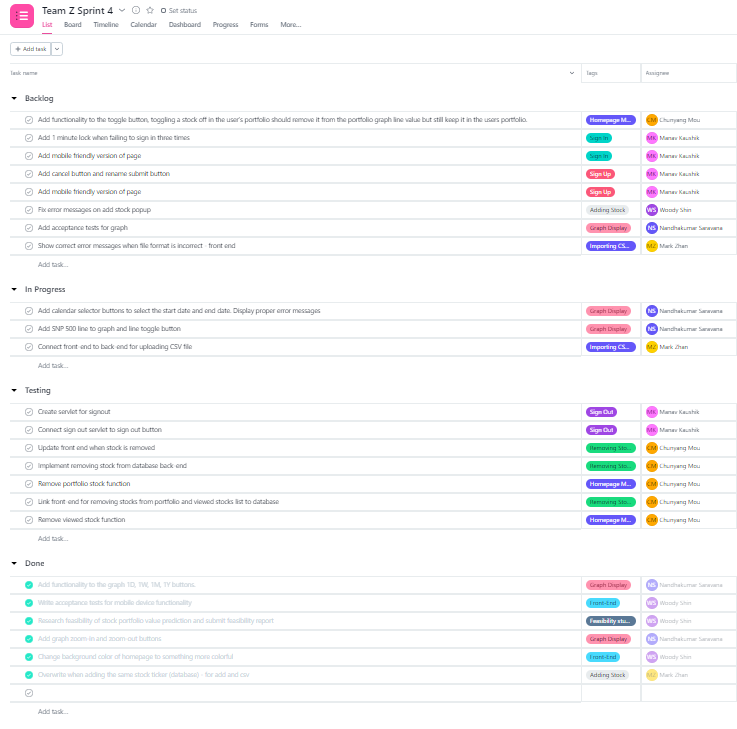 Team Z Sprint 4 Set status
List Board Timeline Calendar Dashboard Progress Forms More...
+ Add task
Task name Tags Assignee
Backlog
Add functionality to the toggle button, toggling a stock off in the user's portfolio should remove it from the portfolio graph line value but still keep it in the users portfolio. Homepage M... CM Chunyang Mou
Add 1 minute lock when failing to sign in three times Sign In MK Manav Kaushik
Add mobile friendly version of page Sign In MK Manav Kaushik
Add cancel button and rename submit button Sign Up MK Manav Kaushik
Add mobile friendly version of page Sign Up MK Manav Kaushik
Fix error messages on add stock popup Adding Stock WS Woody Shin
Add acceptance tests for graph Graph Display NS Nandhakumar Saravana
Show correct error messages when file format is incorrect - front end Importing CS... MZ Mark Zhan
Add task...
In Progress
Add calendar selector buttons to select the start date and end date. Display proper error messages Graph Display NS Nandhakumar Saravana
Add SNP 500 line to graph and line toggle button Graph Display NS Nandhakumar Saravana
Connect front-end to back-end for uploading CSV file Importing CS... MZ Mark Zhan
Add task...
Testing
Create servlet for signout Sign Out MK Manav Kaushik
Connect sign out servlet to sign out button Sign Out MK Manav Kaushik
Update front end when stock is removed Removing Sto... CM Chunyang Mou
Implement removing stock from database back-end Removing Sto... CM Chunyang Mou
Remove portfolio stock function Homepage M... CM Chunyang Mou
Link front-end for removing stocks from portfolio and viewed stocks list to database Removing Sto... CM Chunyang Mou
Remove viewed stock function Homepage M... CM Chunyang Mou
Add task...
Done
Add functionality to the graph 1D, 1W, 1M, 1Y buttons. Graph Display NS Nandhakumar Saravana
Write acceptance tests for mobile device functionality Front-End WS Woody Shin
Research feasibility of stock portfolio value prediction and submit feasibility report Feasibility stu... WS Woody Shin
Add graph zoom-in and zoom-out buttons Graph Display NS Nandhakumar Saravana
Change background color of homepage to something more colorful Front-End WS Woody Shin
Overwrite when adding the same stock ticker (database) - for add and csv Adding Stock MZ Mark Zhan
Add task...